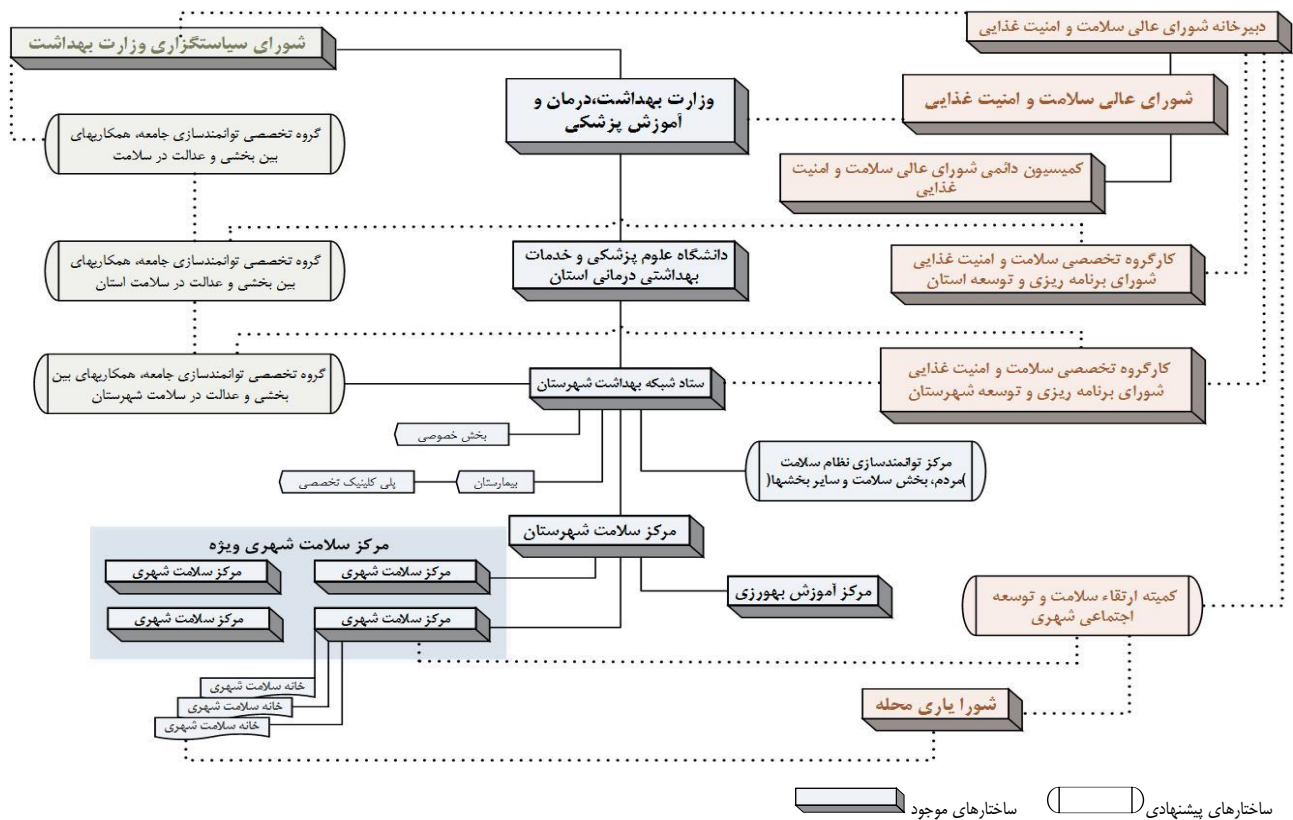 دبیرخانه شورای عالی سلامت و امنیت غذایی
شورای سیاستگزاری وزارت بهداشت
شورای عالی سلامت و امنیت غذایی
وزارت بهداشت،درمان و
آموزش پزشکی
گروه تخصصی توانمندسازی جامعه، همکاریهای
بین بخشی و عدالت در سلامت
کمیسیون دائمی شورای عالی سلامت و امنیت
غذایی
کارگروه تخصصی سلامت و امنیت غذایی
شورای برنامه ریزی و توسعه استان
دانشگاه علوم پزشکی و خدمات
بهداشتی درمانی استان
گروه تخصصی توانمندسازی جامعه، همکاریهای
بین بخشی و عدالت در سلامت استان
کارگروه تخصصی سلامت و امنیت غذایی
شورای برنامه ریزی و توسعه شهرستان
ستاد شبکه بهداشت شهرستان
گروه تخصصی توانمندسازی جامعه، همکاریهای بین
بخشی و عدالت در سلامت شهرستان
بخش خصوصی
مرکز توانمندسازی نظام سلامت
)مردم، بخش سلامت و سایر بخشها(
بیمارستان
پلی کلینیک تخصصی
مرکز سلامت شهرستان
مرکز سلامت شهری ویژه
مرکز سلامت شهری
مرکز سلامت شهری
مرکز آموزش بهورزی
کمیته ارتقاء سلامت و توسعه
اجتماعی شهری
مرکز سلامت شهری
مرکز سلامت شهری
خانه سلامت شهری
خانه سلامت شهری
خانه سلامت شهری
شورا یاری محله
ساختارهای پیشنهادی
ساختارهای موجود